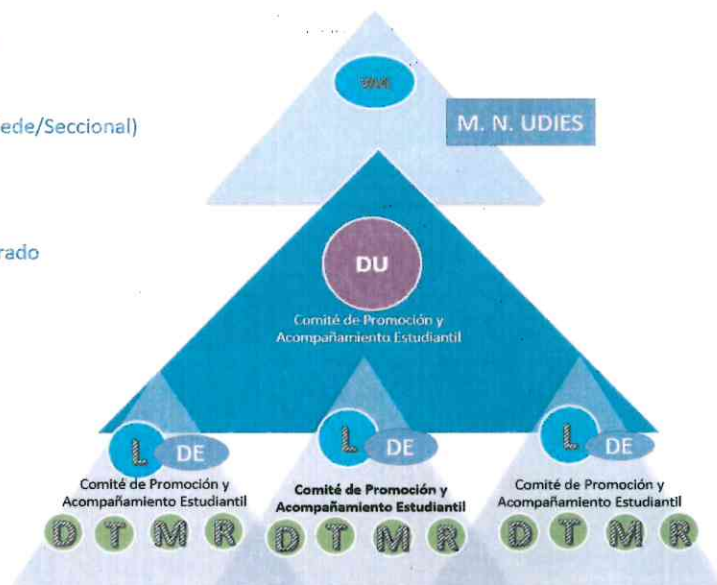 M. N. UDIES
ede/Seccional)
rado
DU
Comité de Promoción y
Acompañamiento Estudiantil
L DE
Comité de Promoción y
Acompañamiento Estudiantil
D T M R
L DE
Comité de Promoción y
Acompañamiento Estudiantil
D T M R
L DE
Comité de Promoción y
Acompañamiento Estudiantil
D T M R